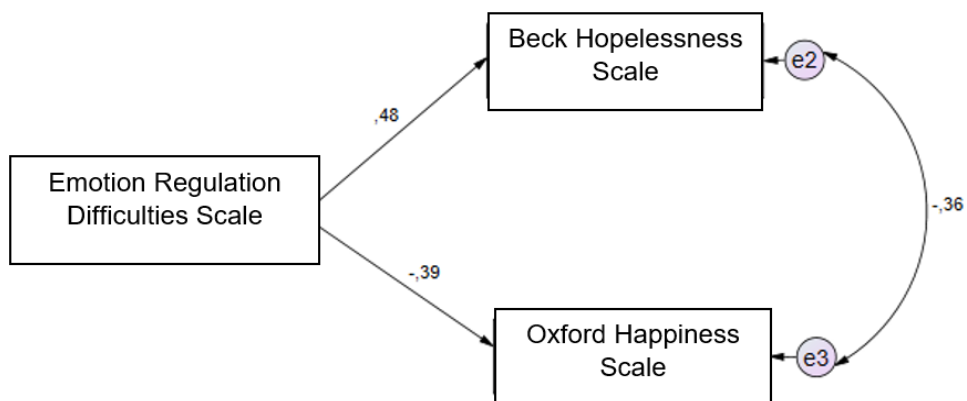 Beck Hopelessness
Scale
e2
,48
Emotion Regulation
Difficulties Scale
-,36
-,39
Oxford Happiness
Scale
e3